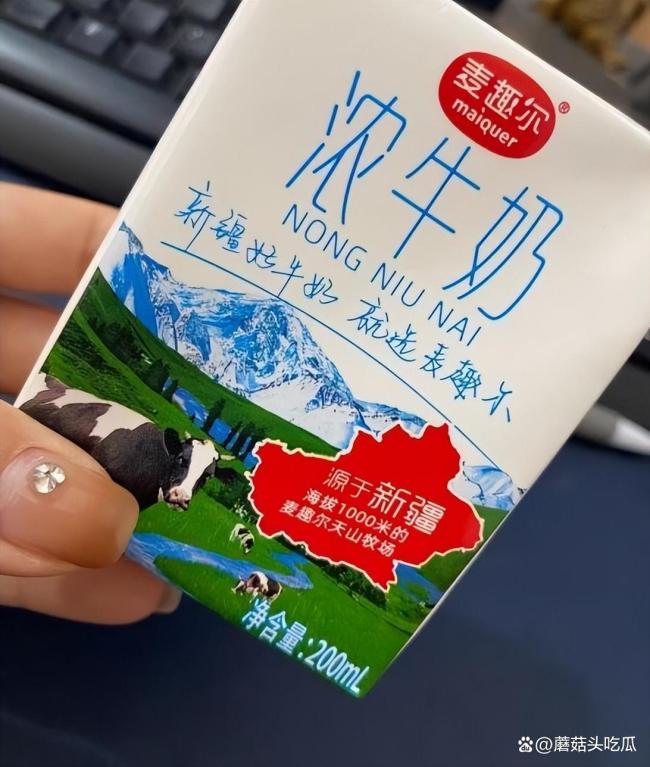 麦趣尔®
maiquer
浓牛奶
NONG NIU NAI
新疆好牛奶 就选麦趣尔
源于新疆
海拔1000米的
麦趣尔天山牧场
净含量:200mL
@蘑菇头吃瓜